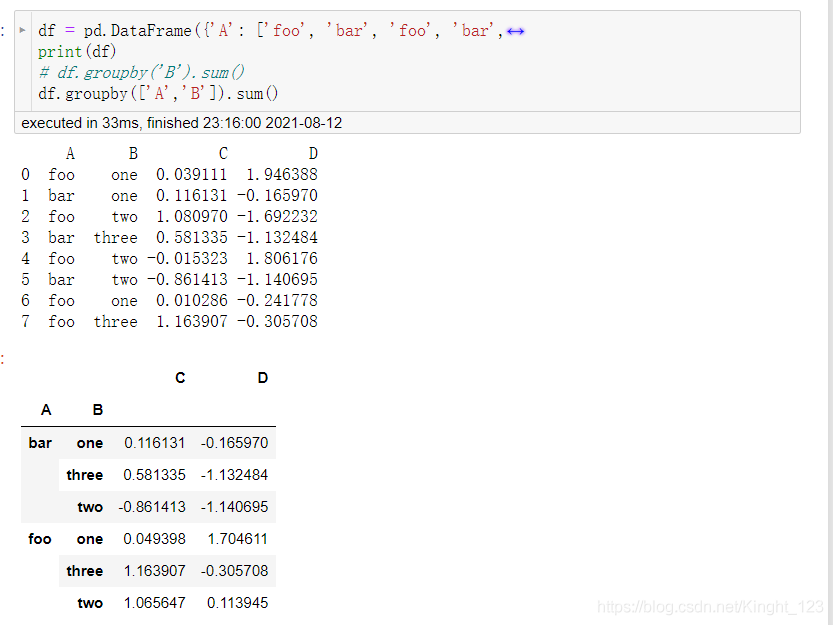 : df = pd.DataFrame({'A': ['foo', 'bar', 'foo', 'bar',↔
print(df)
# df.groupby('B').sum()
df.groupby(['A','B']).sum()
executed in 33ms, finished 23:16:00 2021-08-12
A B C D
0 foo one 0.039111 1.946388
1 bar one 0.116131 -0.165970
2 foo two 1.080970 -1.692232
3 bar three 0.581335 -1.132484
4 foo two -0.015323 1.806176
5 bar two -0.861413 -1.140695
6 foo one 0.010286 -0.241778
7 foo three 1.163907 -0.305708
:
C D
A B
bar one 0.116131 -0.165970
three 0.581335 -1.132484
two -0.861413 -1.140695
foo one 0.049398 1.704611
three 1.163907 -0.305708
two 1.065647 0.113945
https://blog.csdn.net/Kinght_123